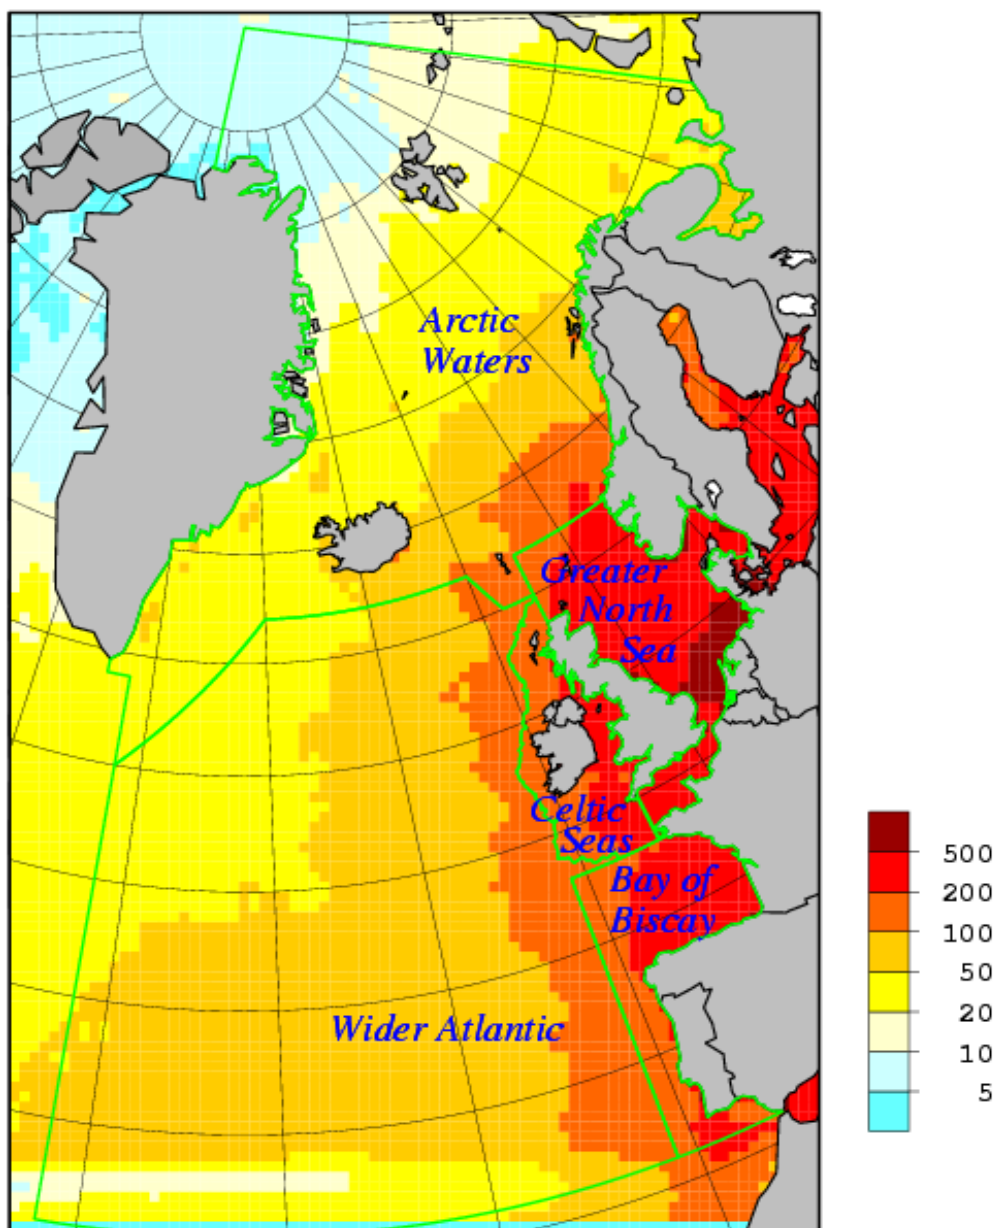 Arctic
Waters
Greater
North
Sea
Celtic
Seas
Bay of
Biscay
Wider Atlantic
500
200
100
50
20
10
5